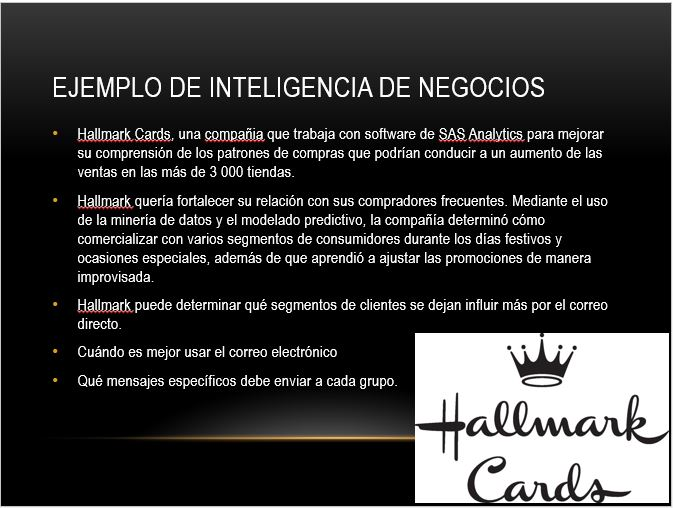 EJEMPLO DE INTELIGENCIA DE NEGOCIOS
• Hallmark Cards, una compañia que trabaja con software de SAS Analytics para mejorar
su comprensión de los patrones de compras que podrían conducir a un aumento de las
ventas en las más de 3 000 tiendas.
• Hallmark quería fortalecer su relación con sus compradores frecuentes. Mediante el uso
de la minería de datos y el modelado predictivo, la compañía determinó cómo
comercializar con varios segmentos de consumidores durante los días festivos y
ocasiones especiales, además de que aprendió a ajustar las promociones de manera
improvisada.
• Hallmark puede determinar qué segmentos de clientes se dejan influir más por el correo
directo.
• Cuándo es mejor usar el correo electrónico
• Qué mensajes específicos debe enviar a cada grupo.
Hallmark
Cards